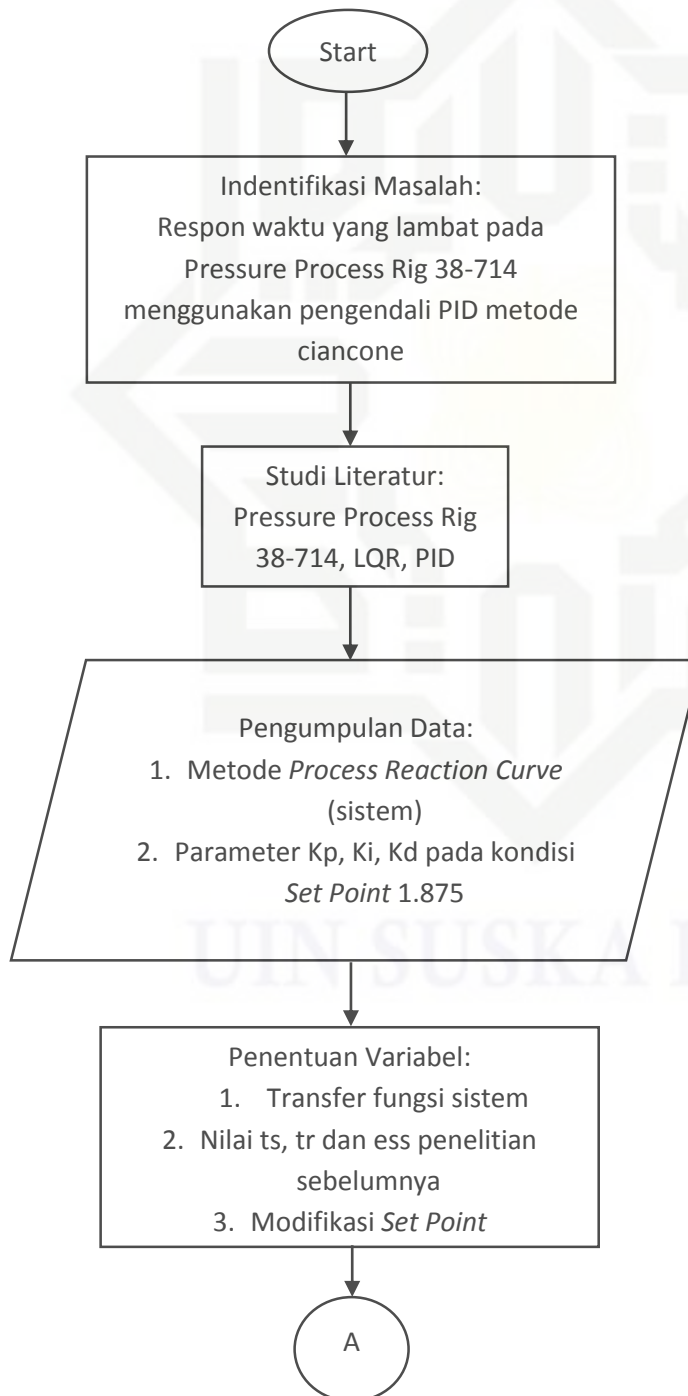 Start
Indentifikasi Masalah:
Respon waktu yang lambat pada
Pressure Process Rig 38-714
menggunakan pengendali PID metode
ciancone
Studi Literatur:
Pressure Process Rig
38-714, LQR, PID
Pengumpulan Data:
1. Metode Process Reaction Curve
(sistem)
2. Parameter Kp, Ki, Kd pada kondisi
Set Point 1.875
UIN SUSKA
Penentuan Variabel:
1. Transfer fungsi sistem
2. Nilai ts, tr dan ess penelitian
sebelumnya
3. Modifikasi Set Point
A